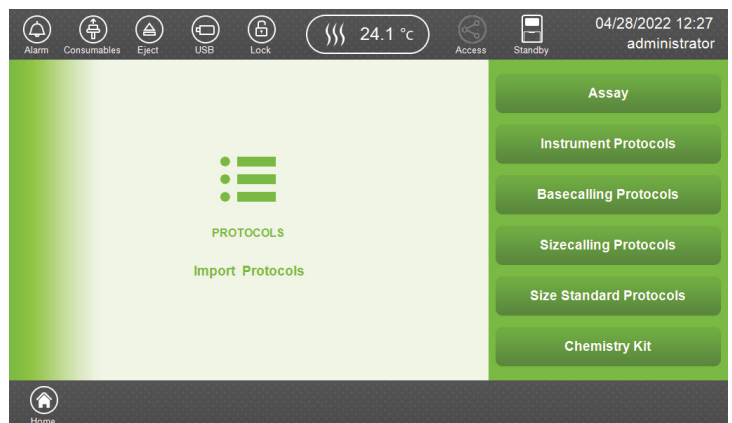 Alarm
Consumables
Eject
USB
Lock
24.1 °c
Access
Standby
04/28/2022 12:27
administrator
PROTOCOLS
Import Protocols
Assay
Instrument Protocols
Basecalling Protocols
Sizecalling Protocols
Size Standard Protocols
Chemistry Kit
Home